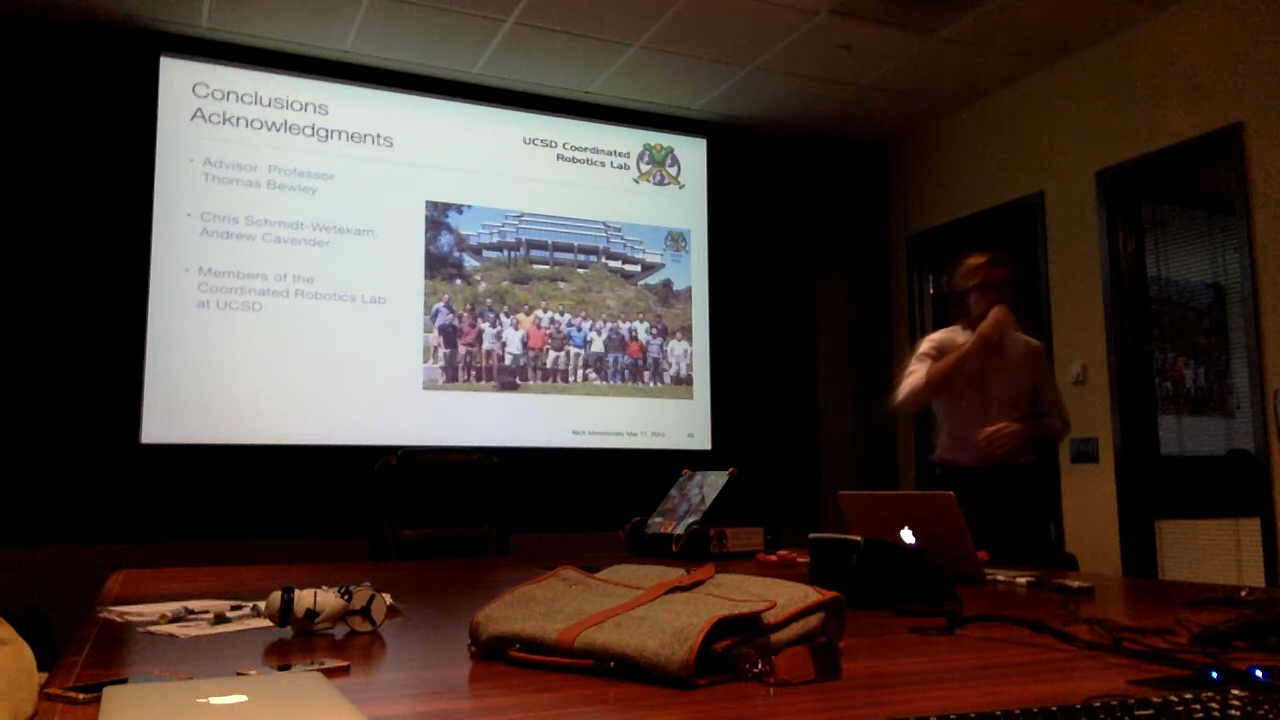 Conclusions
Acknowledgments
UCSD Coordinated
Robotics Lab
• Advisor: Professor
Thomas Bewley
• Chris Schmidt-Wetekam,
Andrew Cavender
• Members of the
Coordinated Robotics Lab
at UCSD